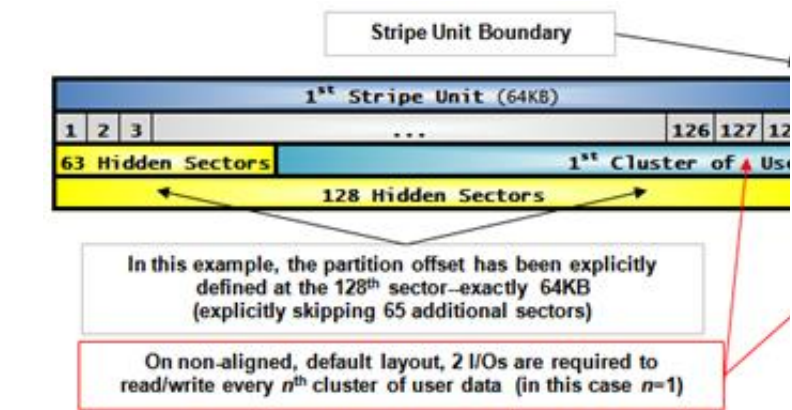 Stripe Unit Boundary
1st Stripe Unit (64KB)
1 2 3 ... 126 127 12
63 Hidden Sectors 1st Cluster of Use
128 Hidden Sectors
In this example, the partition offset has been explicitly
defined at the 128th sector–exactly 64KB
(explicitly skipping 65 additional sectors)
On non-aligned, default layout, 2 I/Os are required to
read/write every nth cluster of user data (in this case n=1)